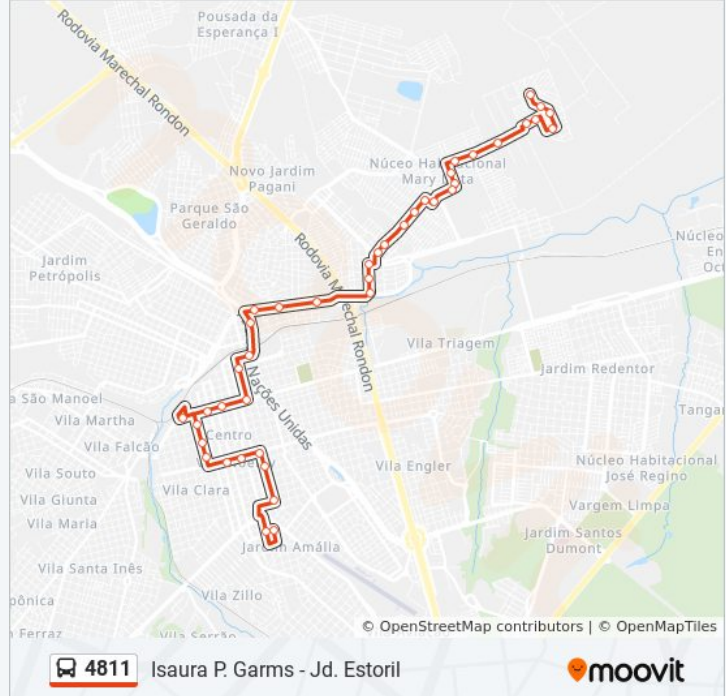 Pousada da
Esperança I
Rodovia Marechal Rondon
Novo Jardim
Pagani
Núceo Habitacional
Mary
Parque São
Geraldo
Jardim
Petrópolis
Rodovia Marechal Rondon
Núcleo
En
Oct
Vila Triagem
Jardim Redentor
Nações Unidas
a São Manoel
Vila Martha
Vila Falcão
Centro
Tangar
Vila Souto
Vila Clara
Vila Engler
Núcleo Habitacional
José Regino
Vila Giunta
Vila Maria
Vargem Limpa
Jardim Santos
Dumont
Jardim Amália
Vila Santa Inês
Vila Zillo
pônica
Ferraz
Vila Serrão
© OpenStreetMap contributors | © OpenMapTiles
4811 Isaura P. Garms - Jd. Estoril
moovit